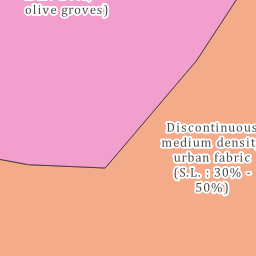 olive groves)
Discontinuous
medium densit
urban fabric
(S.L. : 30% -
50%)